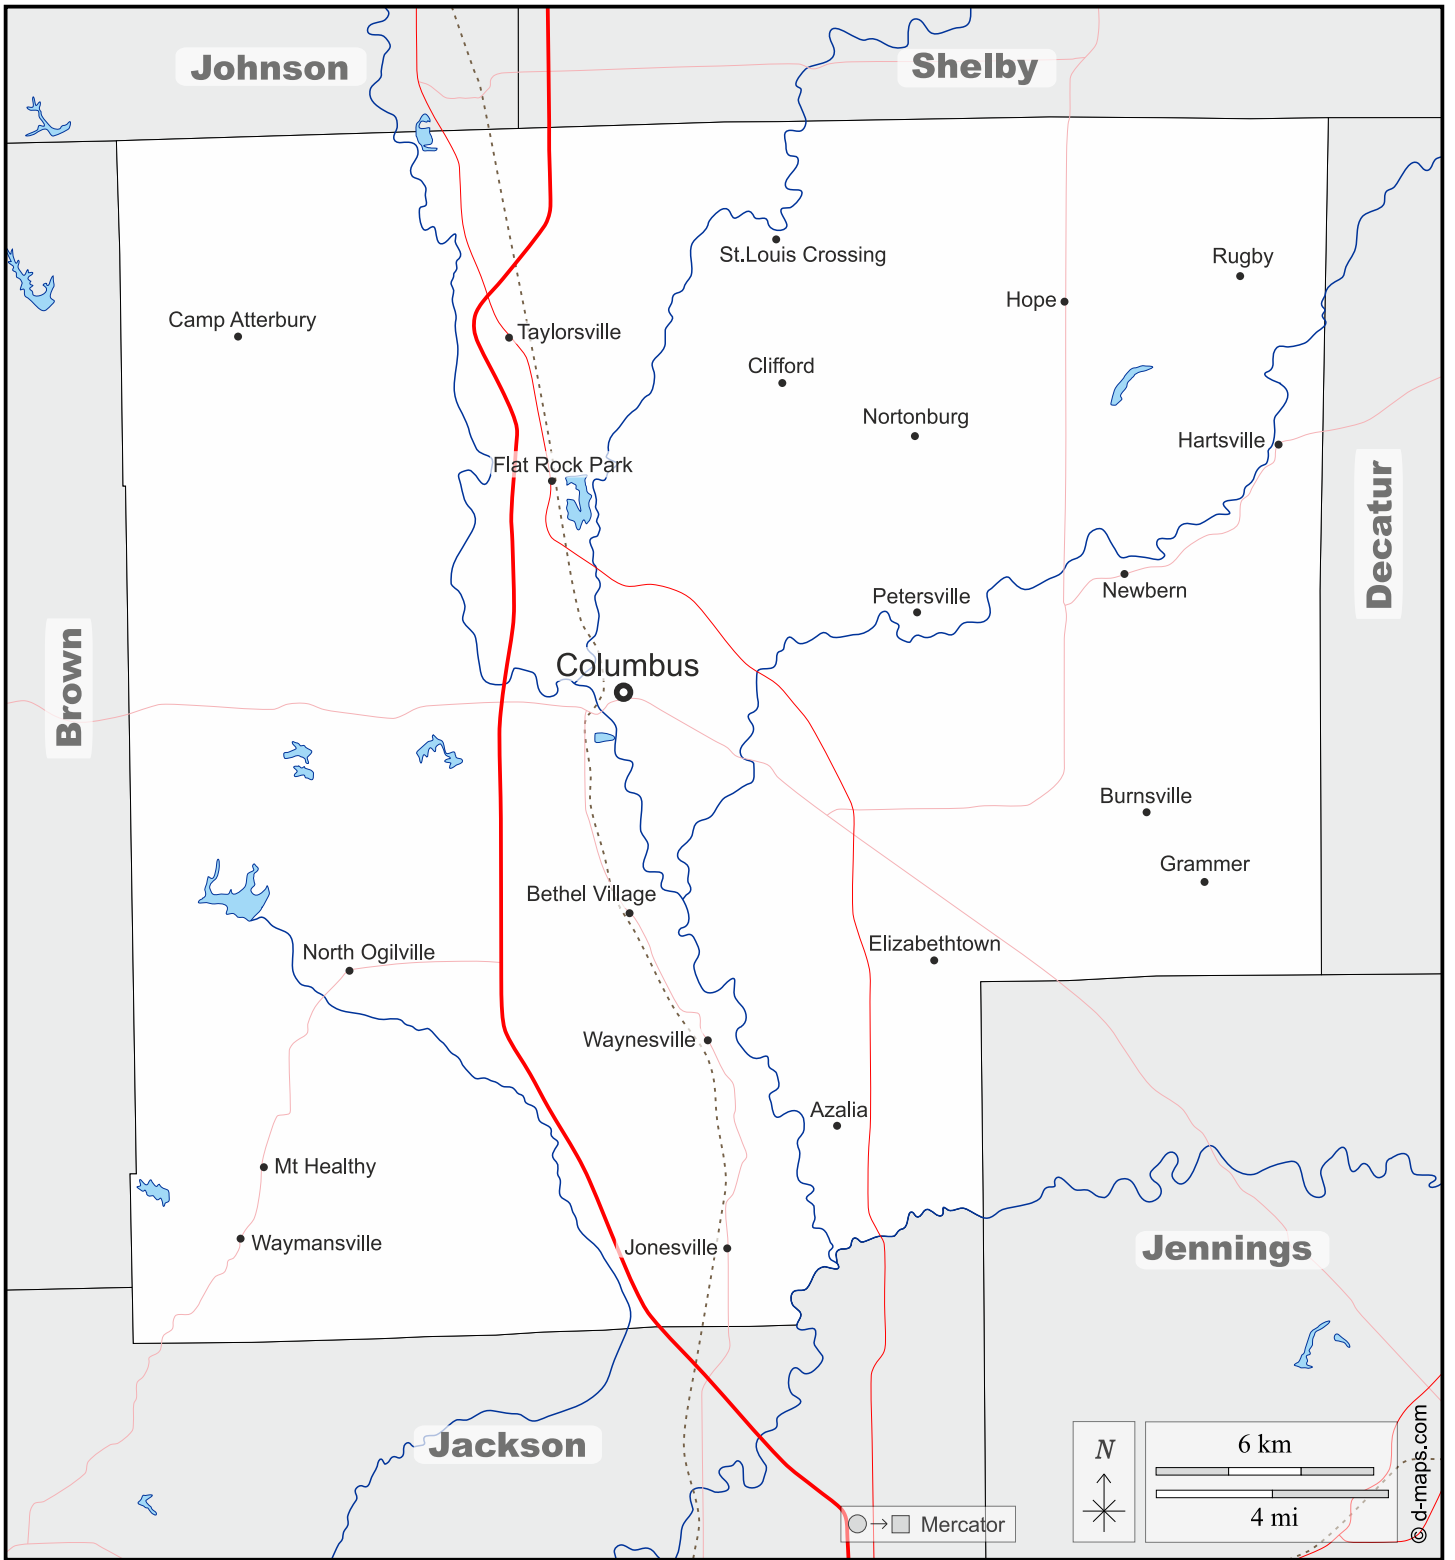 Johnson
Shelby
St.Louis Crossing
Rugby
Hope
Camp Atterbury
Taylorsville
Clifford
Nortonburg
Hartsville
Flat Rock Park
Decatur
Newbern
Petersville
Columbus
Brown
Burnsville
Grammer
Bethel Village
Elizabethtown
North Ogilville
Waynesville
Azalia
Mt Healthy
Waymansville
Jonesville
Jennings
Jackson
N
6 km
4 mi
Mercator
© d-maps.com